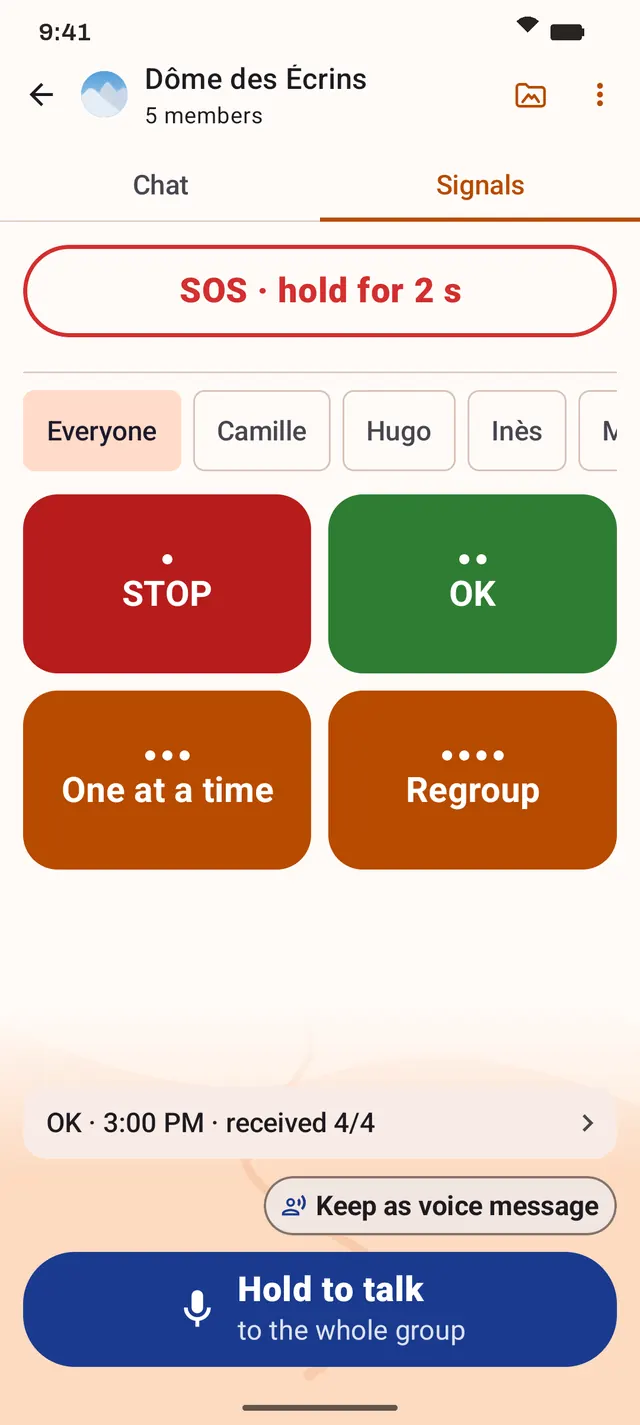 9:41
Dôme des Écrins
5 members
Chat
Signals
SOS · hold for 2 s
Everyone
Camille
Hugo
Inès
STOP
OK
One at a time
Regroup
OK · 3:00 PM · received 4/4
Keep as voice message
Hold to talk
to the whole group